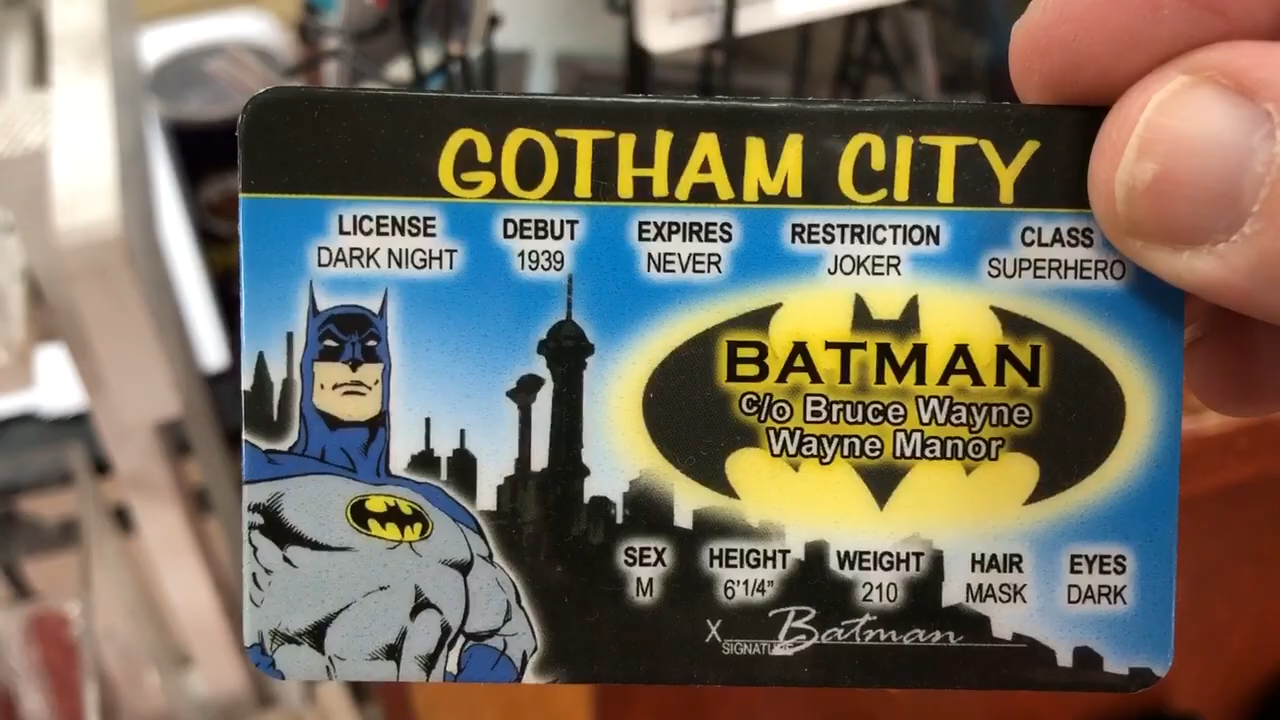 GOTHAM CITY
LICENSE DEBUT EXPIRES RESTRICTION CLASS
DARK NIGHT 1939 NEVER JOKER SUPERHERO
BATMAN
c/o Bruce Wayne
Wayne Manor
SEX HEIGHT WEIGHT HAIR EYES
M 6'1/4" 210 MASK DARK
X Batman
SIGNATURE